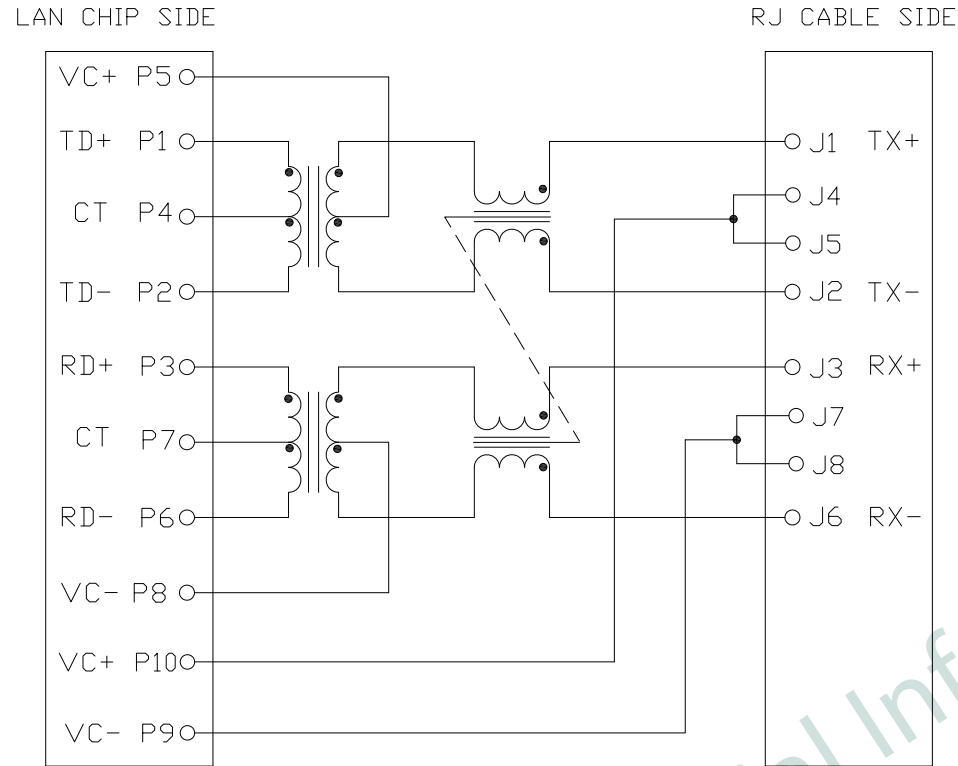 LAN CHIP SIDE
RJ CABLE SIDE
VC+ P5
TD+ P1
CT P4
TD- P2
RD+ P3
CT P7
RD- P6
VC- P8
VC+ P10
VC- P9
J1 TX+
J4
J5
J2 TX-
J3 RX+
J7
J8
J6 RX-